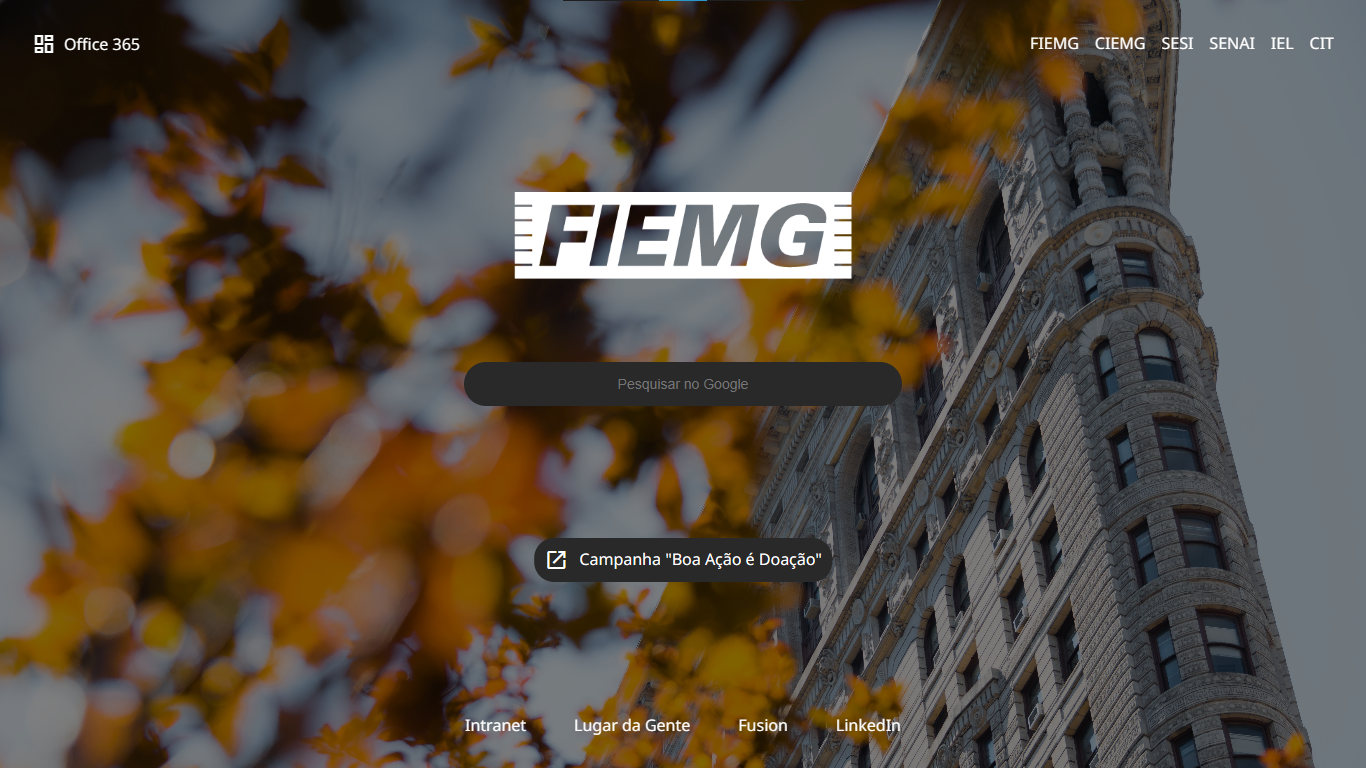 Office 365
FIEMG CIEMG SESI SENAI IEL CIT
FIEMG
Pesquisar no Google
Campanha "Boa Ação é Doação"
Intranet Lugar da Gente Fusion LinkedIn